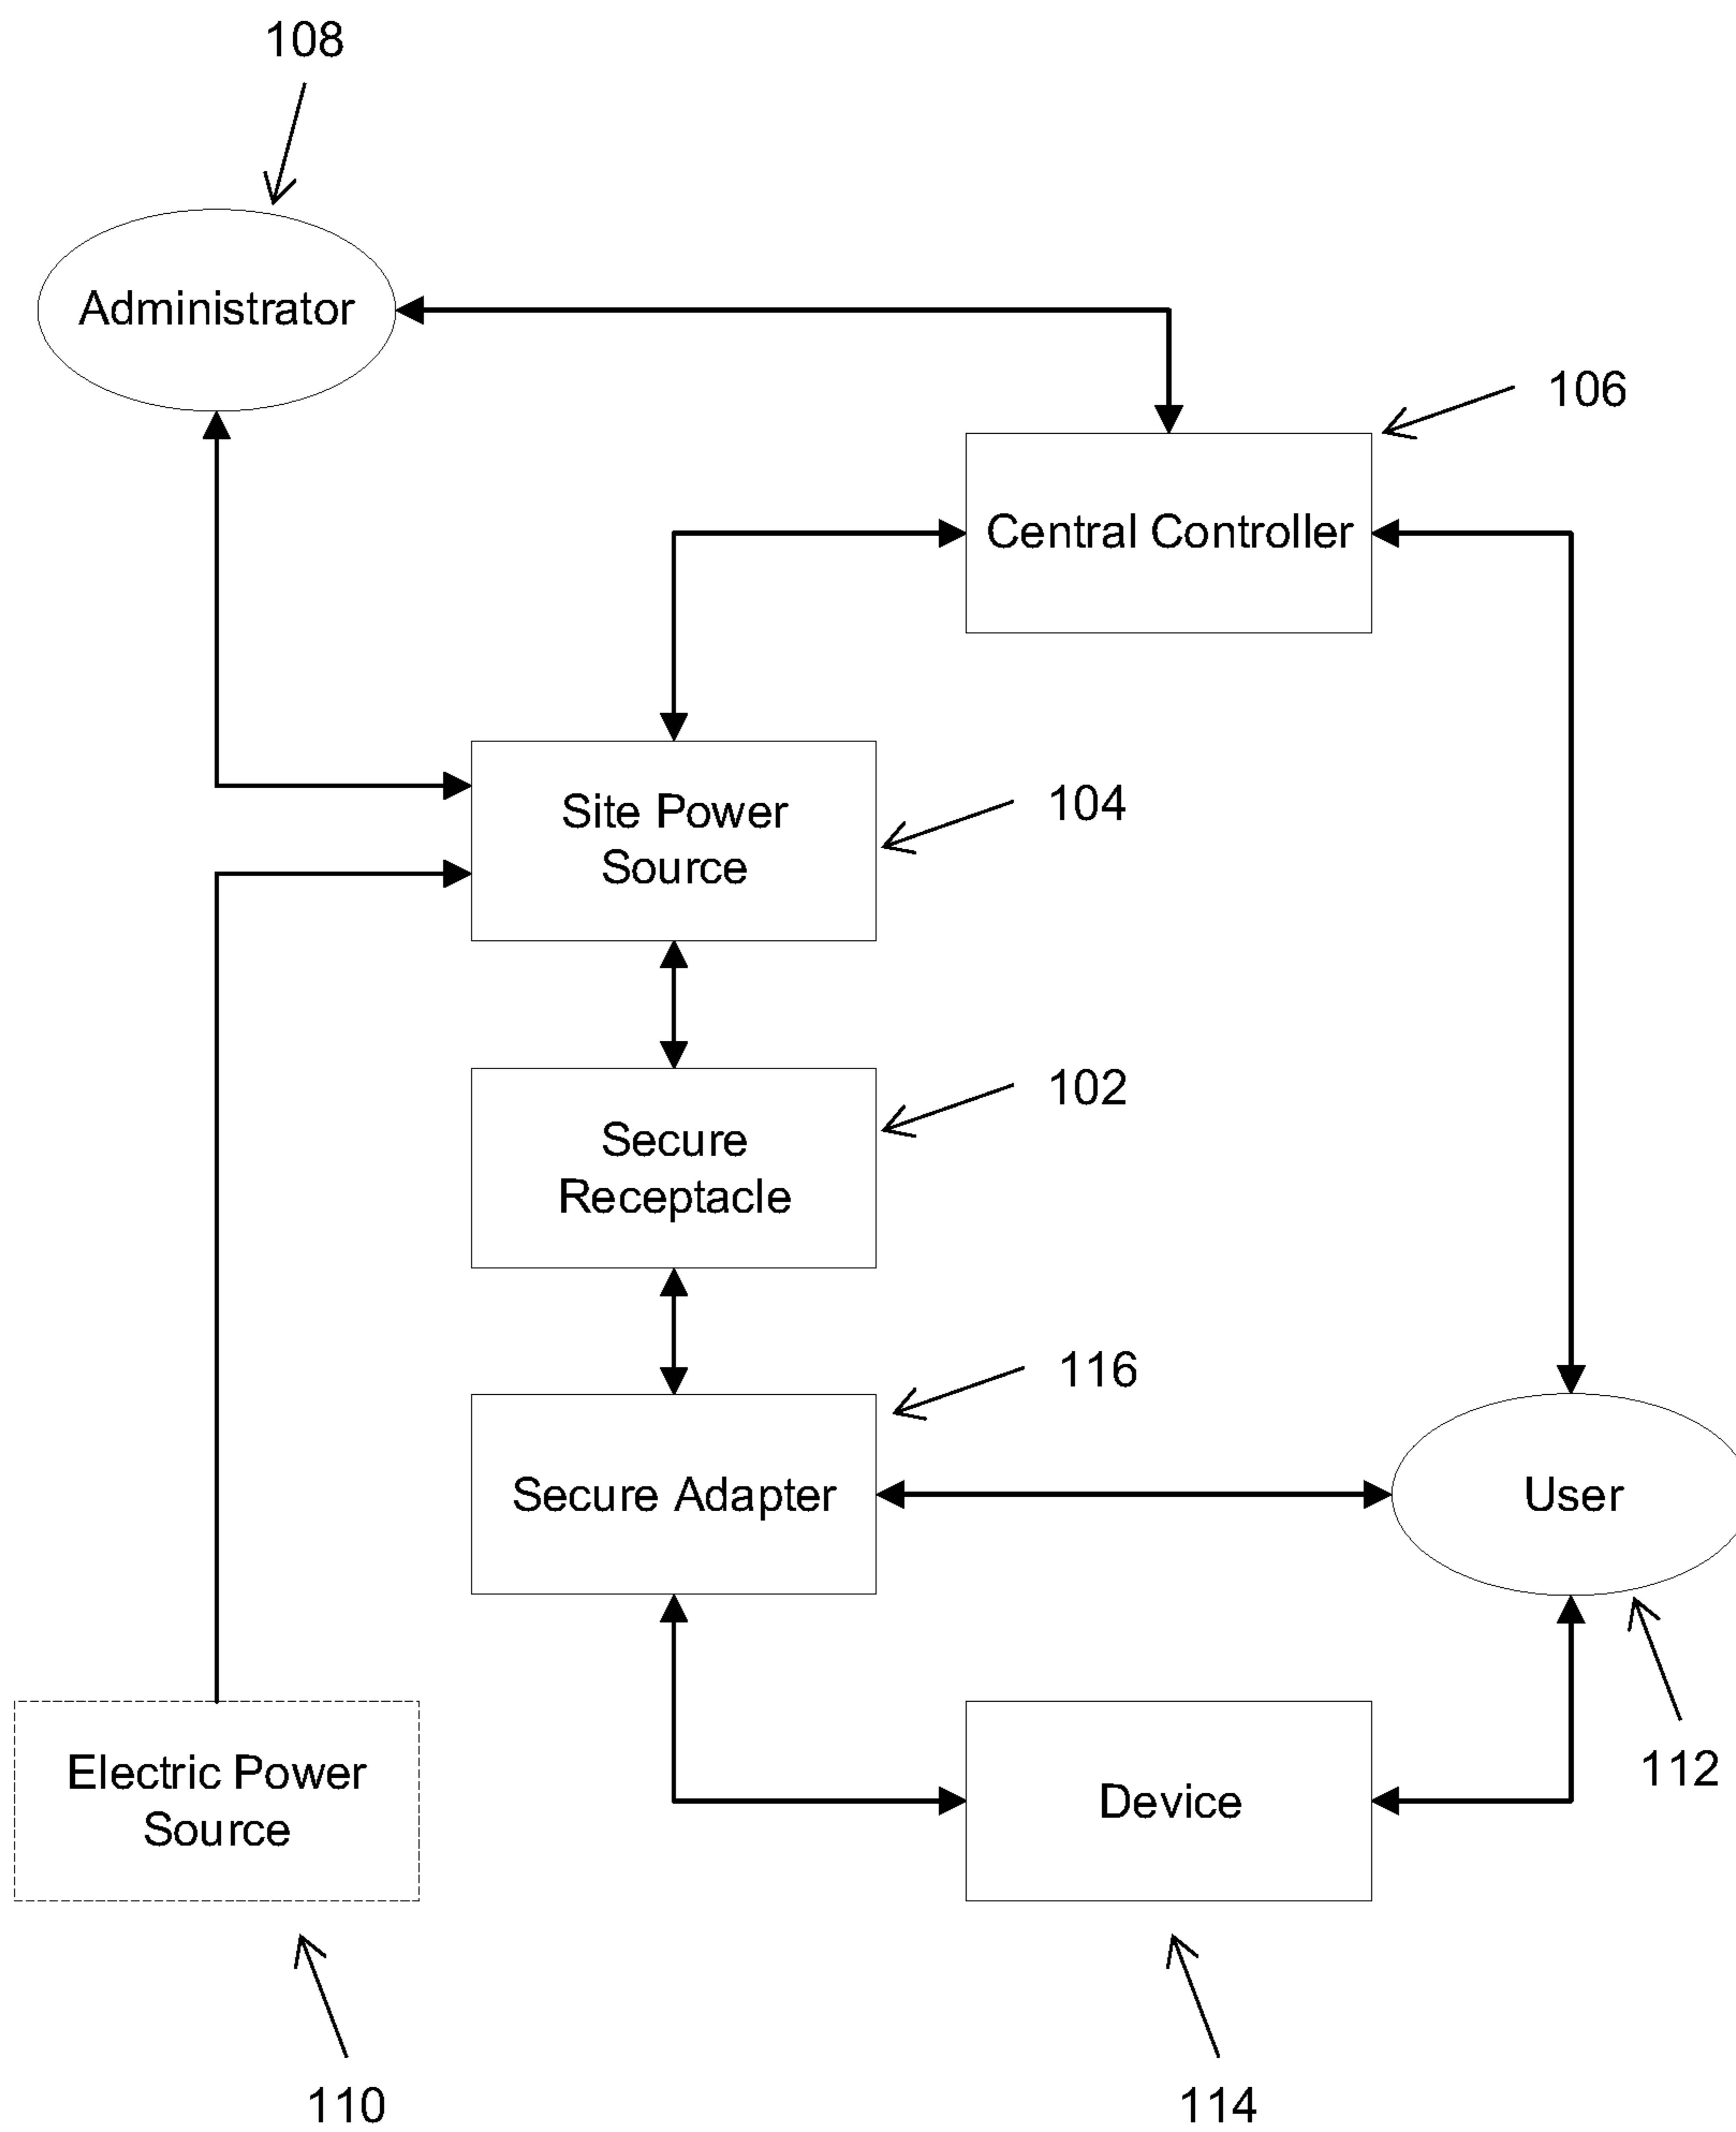 108
Administrator
106
Central Controller
Site Power
Source
104
102
Secure
Receptacle
116
Secure Adapter
User
Electric Power
Source
Device
112
110
114